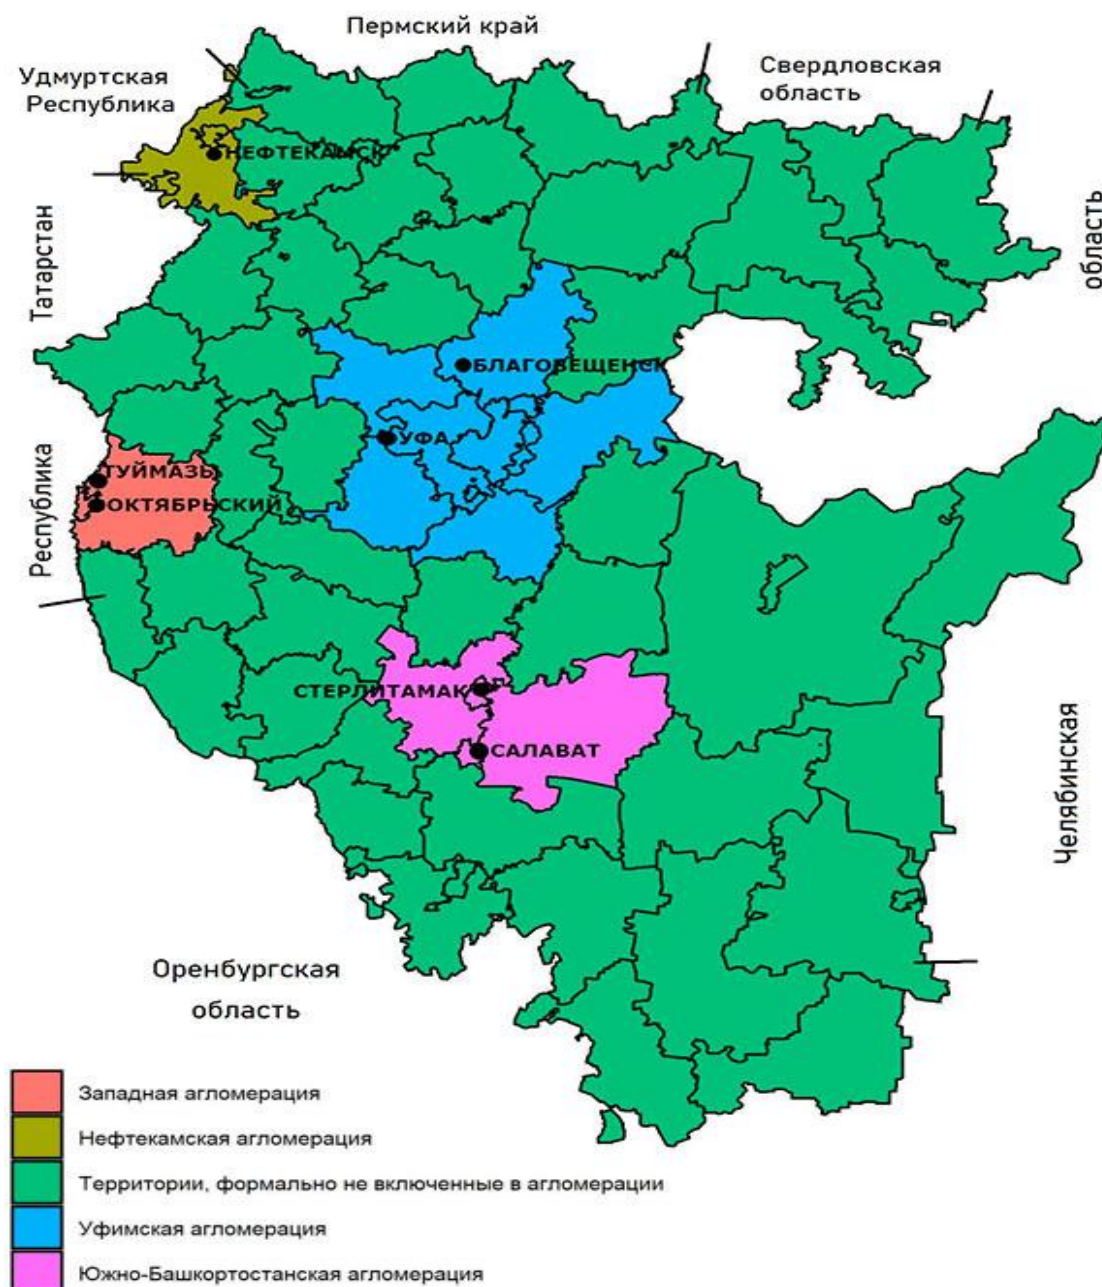 Пермский край
Удмуртская
Республика
Свердловская
область
НЕФТЕКАМСК
Татарстан
область
БЛАГОВЕЩЕНСК
УФА
Республика
ТУЙМАЗЫ
ОКТЯБРЬСКИЙ
СТЕРЛИТАМАК
САЛАВАТ
Челябинская
Оренбургская
область
Западная агломерация
Нефтекамская агломерация
Территории, формально не включенные в агломерации
Уфимская агломерация
Южно-Башкортостанская агломерация